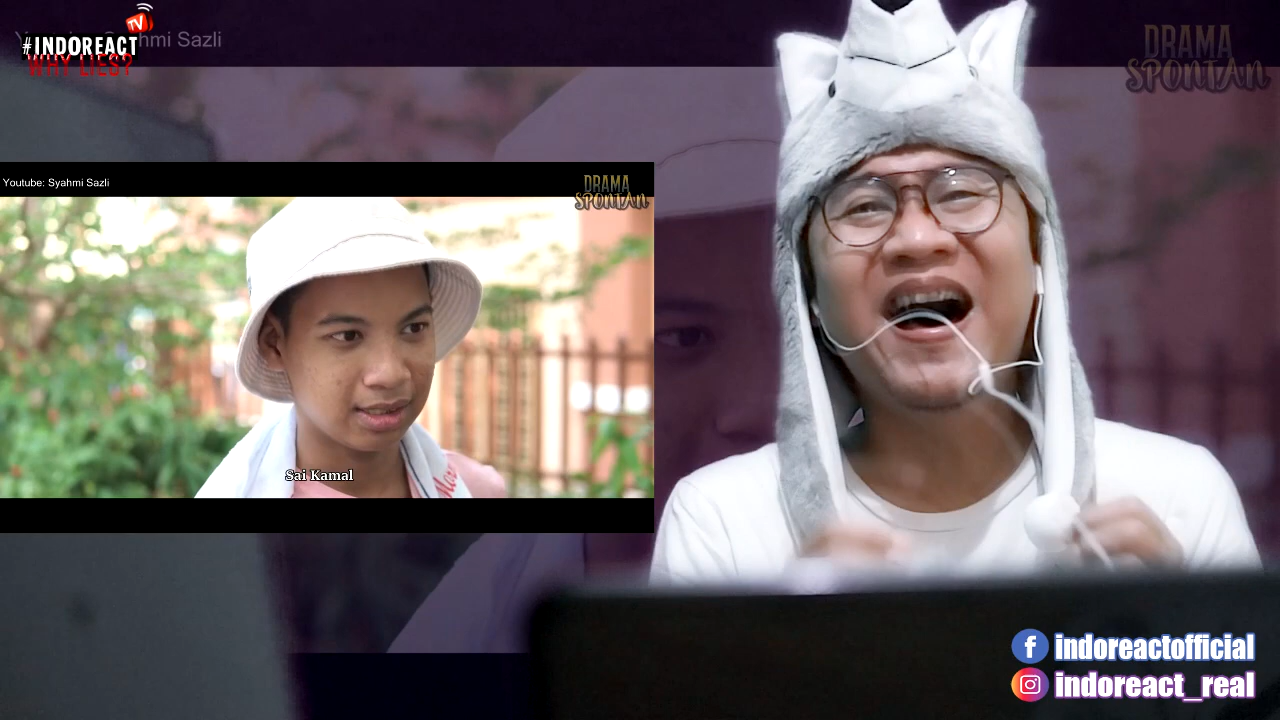 #INDOREACT TV
WHY LIES?
Syahmi Sazli
DRAMA
SPONTAN
Youtube: Syahmi Sazli
DRAMA
SPONTAN
Sai Kamal
indoreactofficial
indoreact_real